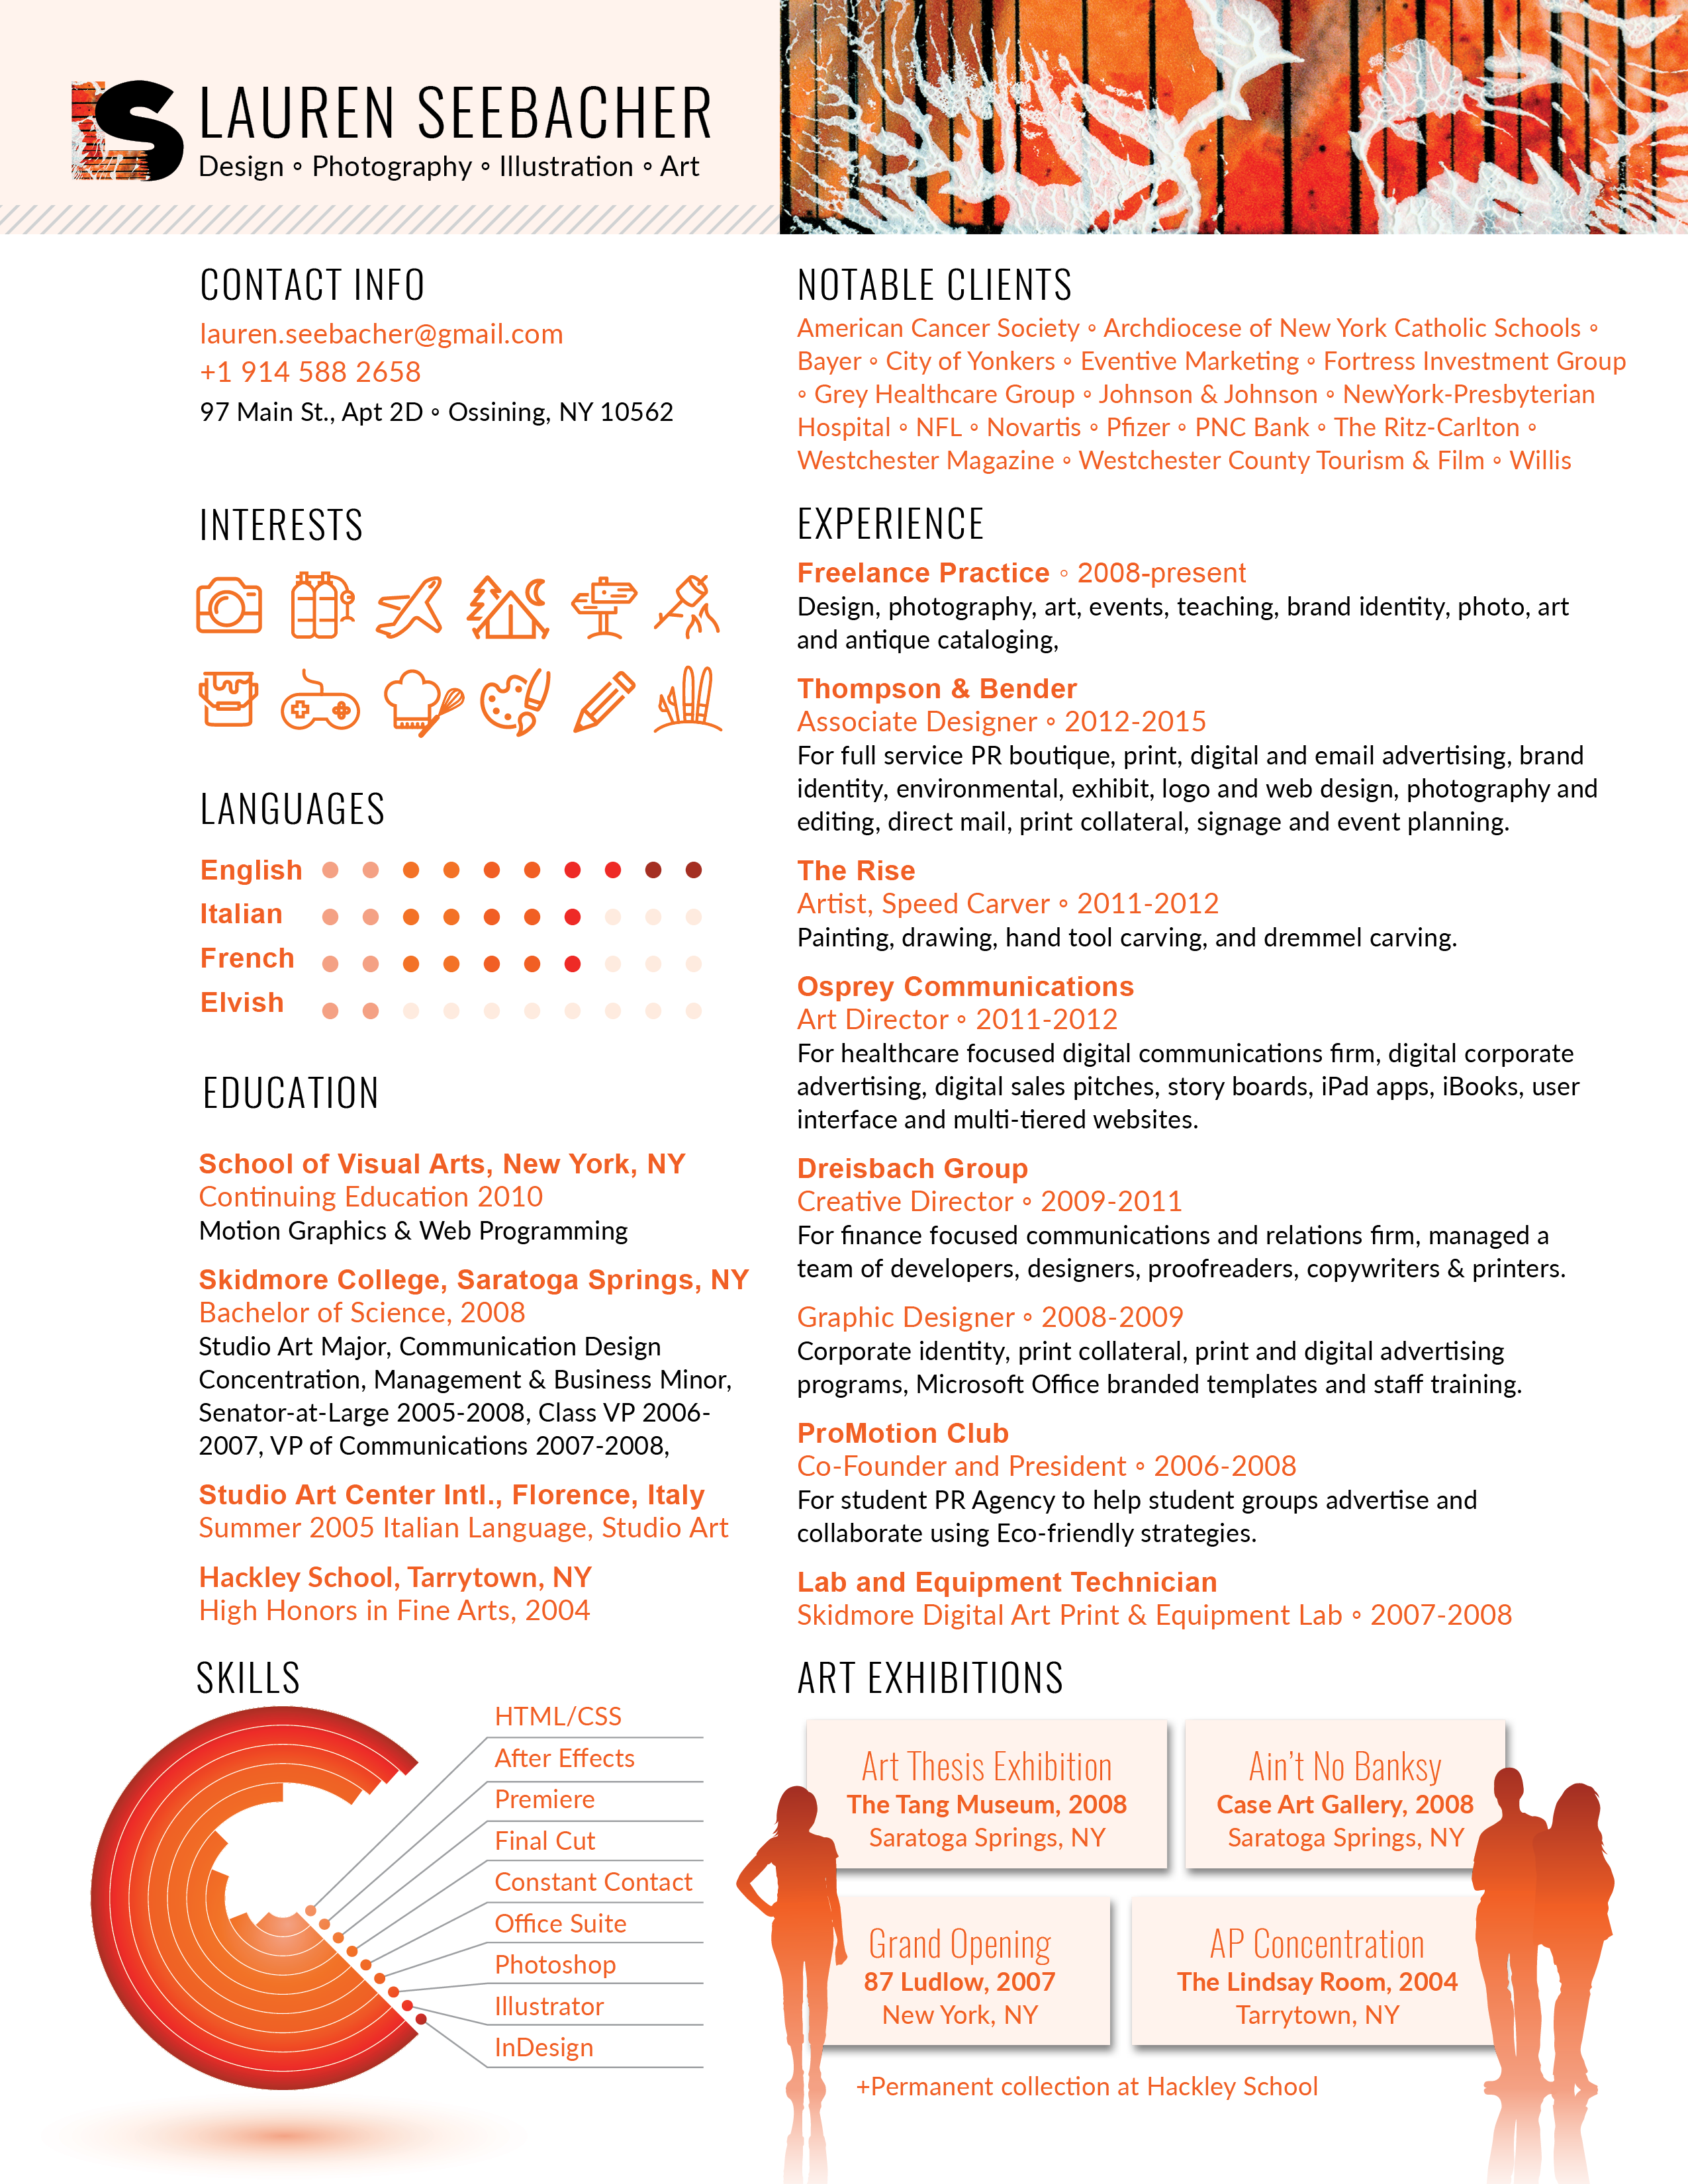 LS
LAUREN SEEBACHER
Design ∘ Photography ∘ Illustration ∘ Art
CONTACT INFO
lauren.seebacher@gmail.com
+1 914 588 2658
97 Main St., Apt 2D ∘ Ossining, NY 10562
INTERESTS
LANGUAGES
English
Italian
French
Elvish
EDUCATION
School of Visual Arts, New York, NY
Continuing Education 2010
Motion Graphics & Web Programming
Skidmore College, Saratoga Springs, NY
Bachelor of Science, 2008
Studio Art Major, Communication Design
Concentration, Management & Business Minor,
Senator-at-Large 2005-2008, Class VP 2006-
2007, VP of Communications 2007-2008,
Studio Art Center Intl., Florence, Italy
Summer 2005 Italian Language, Studio Art
Hackley School, Tarrytown, NY
High Honors in Fine Arts, 2004
SKILLS
HTML/CSS
After Effects
Premiere
Final Cut
Constant Contact
Office Suite
Photoshop
Illustrator
InDesign
NOTABLE CLIENTS
American Cancer Society ∘ Archdiocese of New York Catholic Schools ∘
Bayer ∘ City of Yonkers ∘ Eventive Marketing ∘ Fortress Investment Group
∘ Grey Healthcare Group ∘ Johnson & Johnson ∘ NewYork-Presbyterian
Hospital ∘ NFL ∘ Novartis ∘ Pfizer ∘ PNC Bank ∘ The Ritz-Carlton ∘
Westchester Magazine ∘ Westchester County Tourism & Film ∘ Willis
EXPERIENCE
Freelance Practice ∘ 2008-present
Design, photography, art, events, teaching, brand identity, photo, art
and antique cataloging,
Thompson & Bender
Associate Designer ∘ 2012-2015
For full service PR boutique, print, digital and email advertising, brand
identity, environmental, exhibit, logo and web design, photography and
editing, direct mail, print collateral, signage and event planning.
The Rise
Artist, Speed Carver ∘ 2011-2012
Painting, drawing, hand tool carving, and dremmel carving.
Osprey Communications
Art Director ∘ 2011-2012
For healthcare focused digital communications firm, digital corporate
advertising, digital sales pitches, story boards, iPad apps, iBooks, user
interface and multi-tiered websites.
Dreisbach Group
Creative Director ∘ 2009-2011
For finance focused communications and relations firm, managed a
team of developers, designers, proofreaders, copywriters & printers.
Graphic Designer ∘ 2008-2009
Corporate identity, print collateral, print and digital advertising
programs, Microsoft Office branded templates and staff training.
ProMotion Club
Co-Founder and President ∘ 2006-2008
For student PR Agency to help student groups advertise and
collaborate using Eco-friendly strategies.
Lab and Equipment Technician
Skidmore Digital Art Print & Equipment Lab ∘ 2007-2008
ART EXHIBITIONS
Art Thesis Exhibition
The Tang Museum, 2008
Saratoga Springs, NY
Ain't No Banksy
Case Art Gallery, 2008
Saratoga Springs, NY
Grand Opening
87 Ludlow, 2007
New York, NY
AP Concentration
The Lindsay Room, 2004
Tarrytown, NY
+Permanent collection at Hackley School